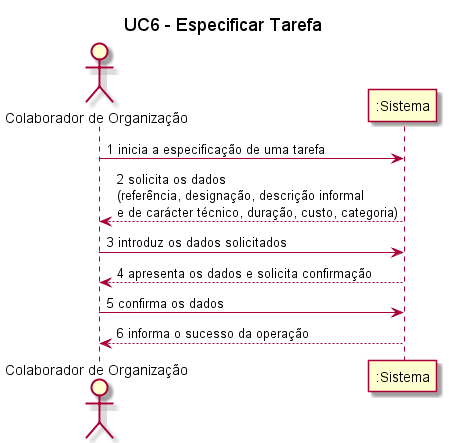 UC6 - Especificar Tarefa
Colaborador de Organização
:Sistema
1 inicia a especificação de uma tarefa
2 solicita os dados
(referência, designação, descrição informal
e de carácter técnico, duração, custo, categoria)
3 introduz os dados solicitados
4 apresenta os dados e solicita confirmação
5 confirma os dados
6 informa o sucesso da operação
Colaborador de Organização
:Sistema